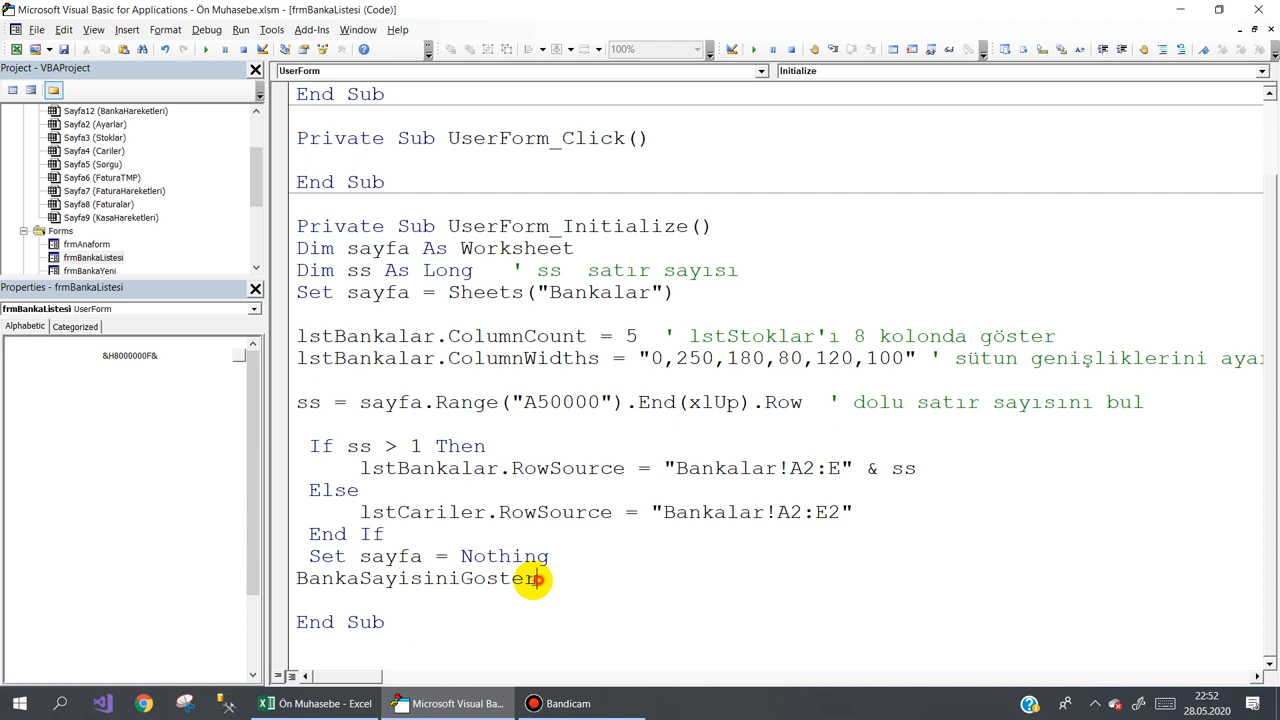 Microsoft Visual Basic for Applications - Ön Muhasebe.xlsm - [frmBankaListesi (Code)]
File Edit View Insert Format Debug Run Tools Add-Ins Window Help
100%
Project - VBAProject
UserForm
Initialize
Sayfa12 (BankaHareketleri)
Sayfa2 (Ayarlar)
Sayfa3 (Stoklar)
Sayfa4 (Cariler)
Sayfa5 (Sorgu)
Sayfa6 (FaturaTMP)
Sayfa7 (FaturaHareketleri)
Sayfa8 (Faturalar)
Sayfa9 (KasaHareketleri)
Forms
frmAnaform
frmBankaListesi
frmBankaYeni
Properties - frmBankaListesi
frmBankaListesi UserForm
Alphabetic Categorized
&H8000000F&
End Sub
Private Sub UserForm_Click()
End Sub
Private Sub UserForm_Initialize()
Dim sayfa As Worksheet
Dim ss As Long ' ss satır sayısı
Set sayfa = Sheets("Bankalar")
lstBankalar.ColumnCount = 5 ' lstStoklar'ı 8 kolonda göster
lstBankalar.ColumnWidths = "0,250,180,80,120,100" ' sütun genişliklerini ayar
ss = sayfa.Range("A50000").End(xlUp).Row ' dolu satır sayısını bul
If ss > 1 Then
lstBankalar.RowSource = "Bankalar!A2:E" & ss
Else
lstCariler.RowSource = "Bankalar!A2:E2"
End If
Set sayfa = Nothing
BankaSayisiniGoster
End Sub
Ön Muhasebe - Excel
Microsoft Visual Ba...
Bandicam
22:52
28.05.2020